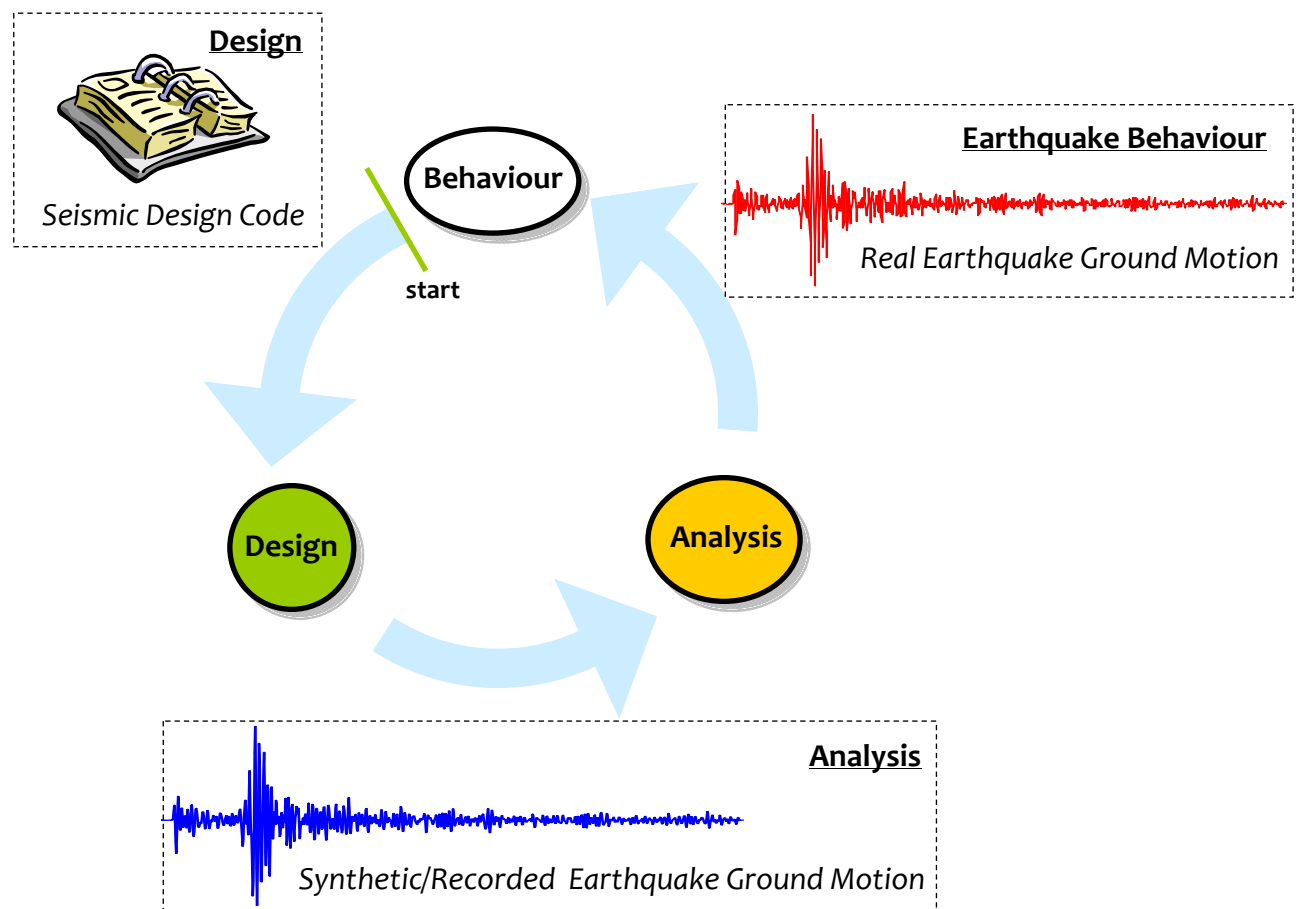 Design
Seismic Design Code
Behaviour
start
Earthquake Behaviour
Real Earthquake Ground Motion
Design
Analysis
Analysis
Synthetic/Recorded Earthquake Ground Motion